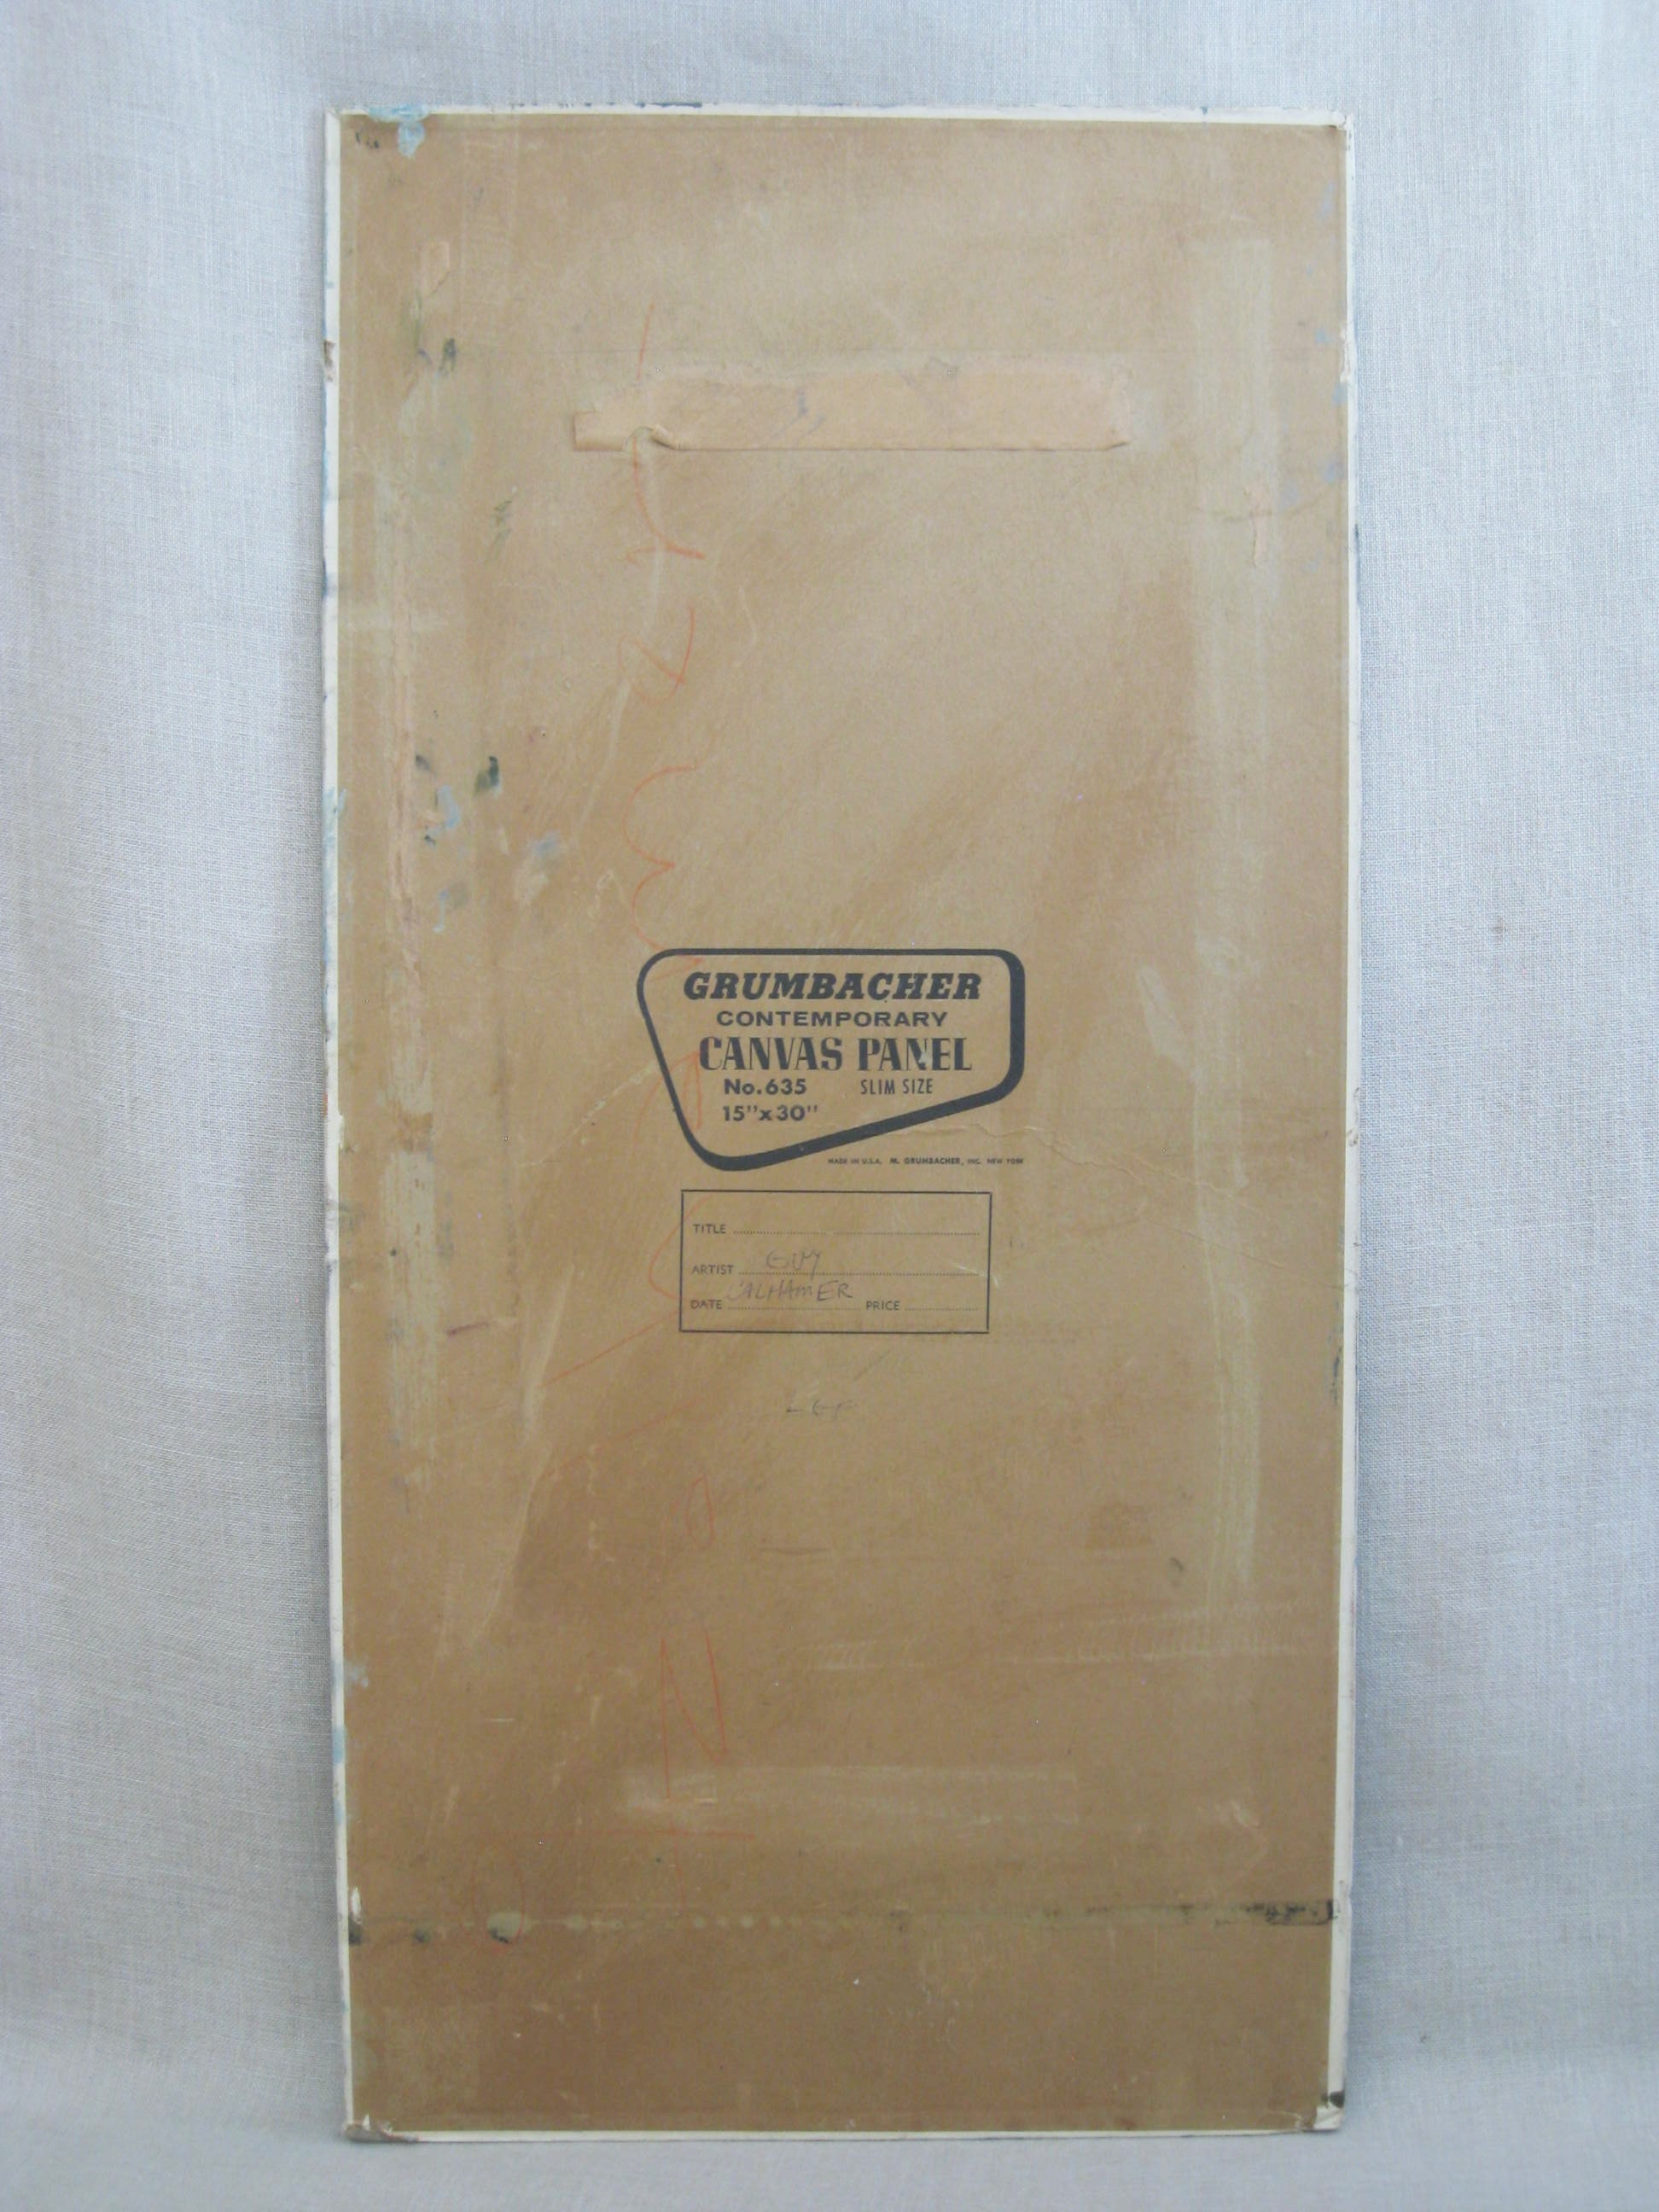 GRUMBACHER
CONTEMPORARY
CANVAS PANEL
No. 635 SLIM SIZE
15"x30"
MADE IN U.S.A. M. GRUMBACHER, INC. NEW YORK
TITLE
ARTIST GUY
CALHAMER
DATE PRICE